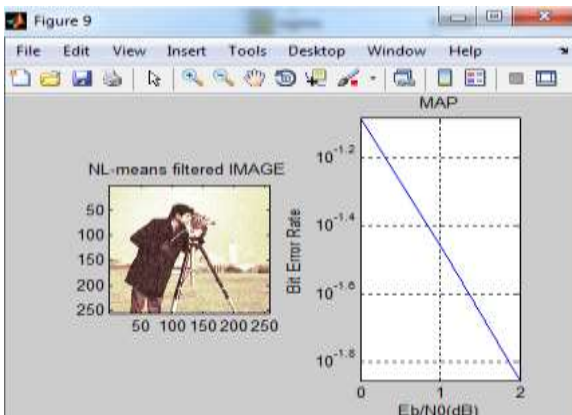 Figure 9
File Edit View Insert Tools Desktop Window Help
NL-means filtered IMAGE
50
100
150
200
250
50 100 150 200 250
MAP
Bit Error Rate
10^-1.2
10^-1.4
10^-1.6
10^-1.8
0 1 2
Eb/N0(dB)